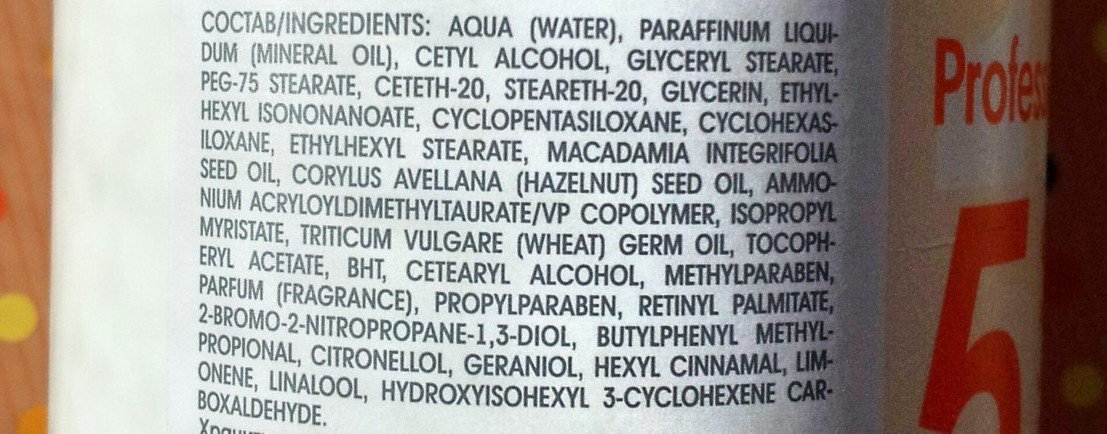 СОСТАВ/INGREDIENTS: AQUA (WATER), PARAFFINUM LIQUI-
DUM (MINERAL OIL), CETYL ALCOHOL, GLYCERYL STEARATE,
PEG-75 STEARATE, CETETH-20, STEARETH-20, GLYCERIN, ETHYL-
HEXYL ISONONANOATE, CYCLOPENTASILOXANE, CYCLOHEXAS-
ILOXANE, ETHYLHEXYL STEARATE, MACADAMIA INTEGRIFOLIA
SEED OIL, CORYLUS AVELLANA (HAZELNUT) SEED OIL, AMMO-
NIUM ACRYLOYLDIMETHYLTAURATE/VP COPOLYMER, ISOPROPYL
MYRISTATE, TRITICUM VULGARE (WHEAT) GERM OIL, TOCOPH-
ERYL ACETATE, BHT, CETEARYL ALCOHOL, METHYLPARABEN,
PARFUM (FRAGRANCE), PROPYLPARABEN, RETINYL PALMITATE,
2-BROMO-2-NITROPROPANE-1,3-DIOL, BUTYLPHENYL METHYL-
PROPIONAL, CITRONELLOL, GERANIOL, HEXYL CINNAMAL, LIM-
ONENE, LINALOOL, HYDROXYISOHEXYL 3-CYCLOHEXENE CAR-
BOXALDEHYDE.
Profess
5